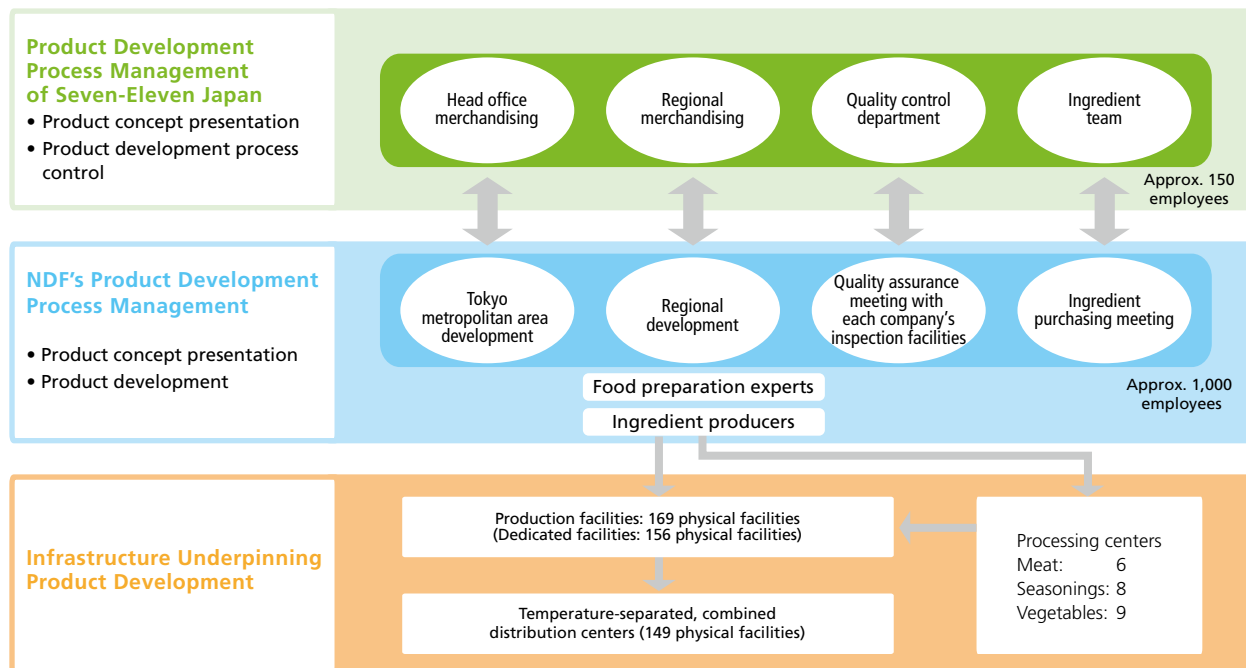 Product Development
Process Management
of Seven-Eleven Japan
• Product concept presentation
• Product development process
control
Head office
merchandising
Regional
merchandising
Quality control
department
Ingredient
team
Approx. 150
employees
NDF's Product Development
Process Management
• Product concept presentation
• Product development
Tokyo
metropolitan area
development
Regional
development
Quality assurance
meeting with
each company's
inspection facilities
Ingredient
purchasing meeting
Food preparation experts
Ingredient producers
Approx. 1,000
employees
Infrastructure Underpinning
Product Development
Production facilities: 169 physical facilities
(Dedicated facilities: 156 physical facilities)
Temperature-separated, combined
distribution centers (149 physical facilities)
Processing centers
Meat: 6
Seasonings: 8
Vegetables: 9